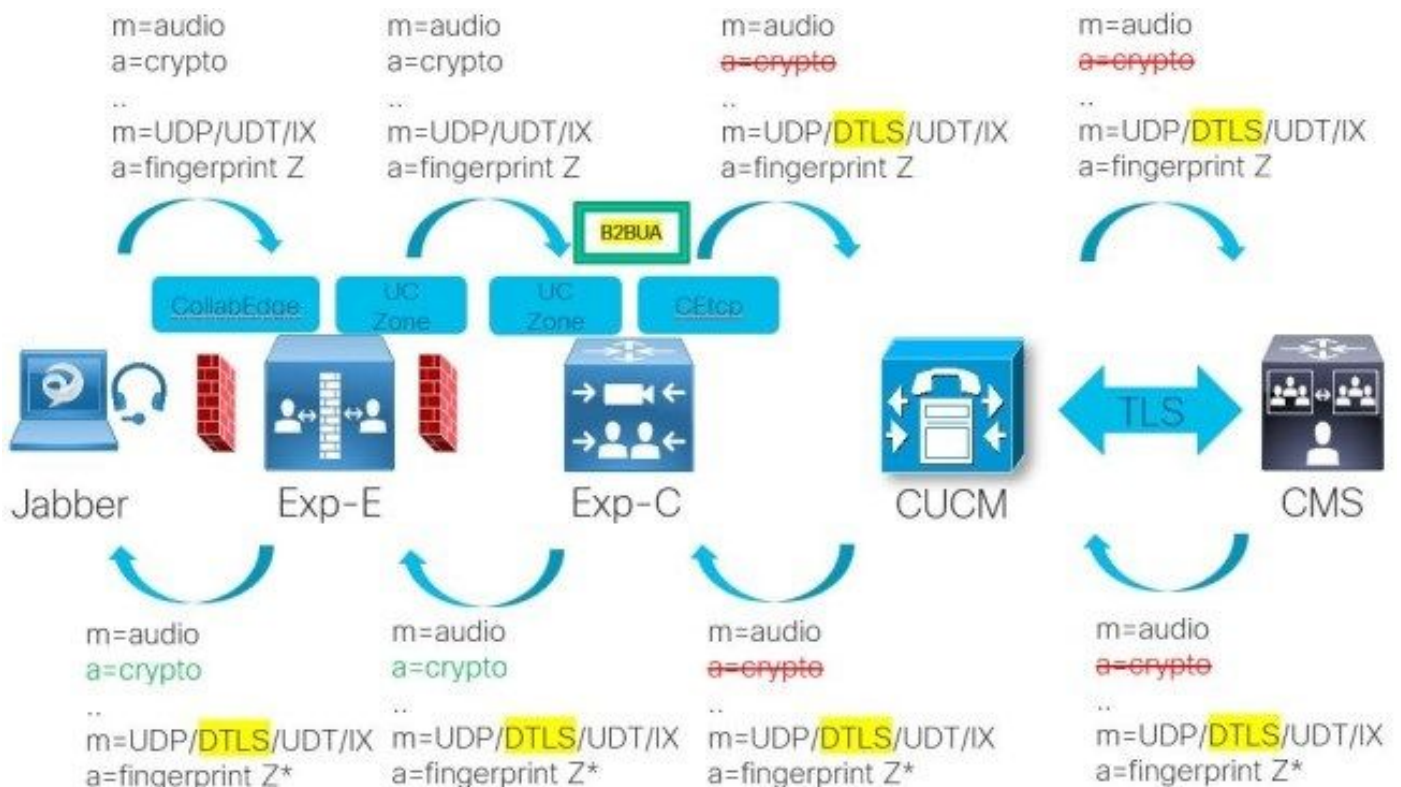 m=audio
a=crypto
..
m=UDP/UDT/IX
a=fingerprint Z
m=audio
a=crypto
..
m=UDP/UDT/IX
a=fingerprint Z
m=audio
a=crypto
..
m=UDP/DTLS/UDT/IX
a=fingerprint Z
m=audio
a=crypto
..
m=UDP/DTLS/UDT/IX
a=fingerprint Z
B2BUA
CollabEdge
UC
Zone
UC
Zone
CEtcp
TLS
Jabber
Exp-E
Exp-C
CUCM
CMS
m=audio
a=crypto
..
m=UDP/DTLS/UDT/IX
a=fingerprint Z*
m=audio
a=crypto
..
m=UDP/DTLS/UDT/IX
a=fingerprint Z*
m=audio
a=crypto
..
m=UDP/DTLS/UDT/IX
a=fingerprint Z*
m=audio
a=crypto
..
m=UDP/DTLS/UDT/IX
a=fingerprint Z*